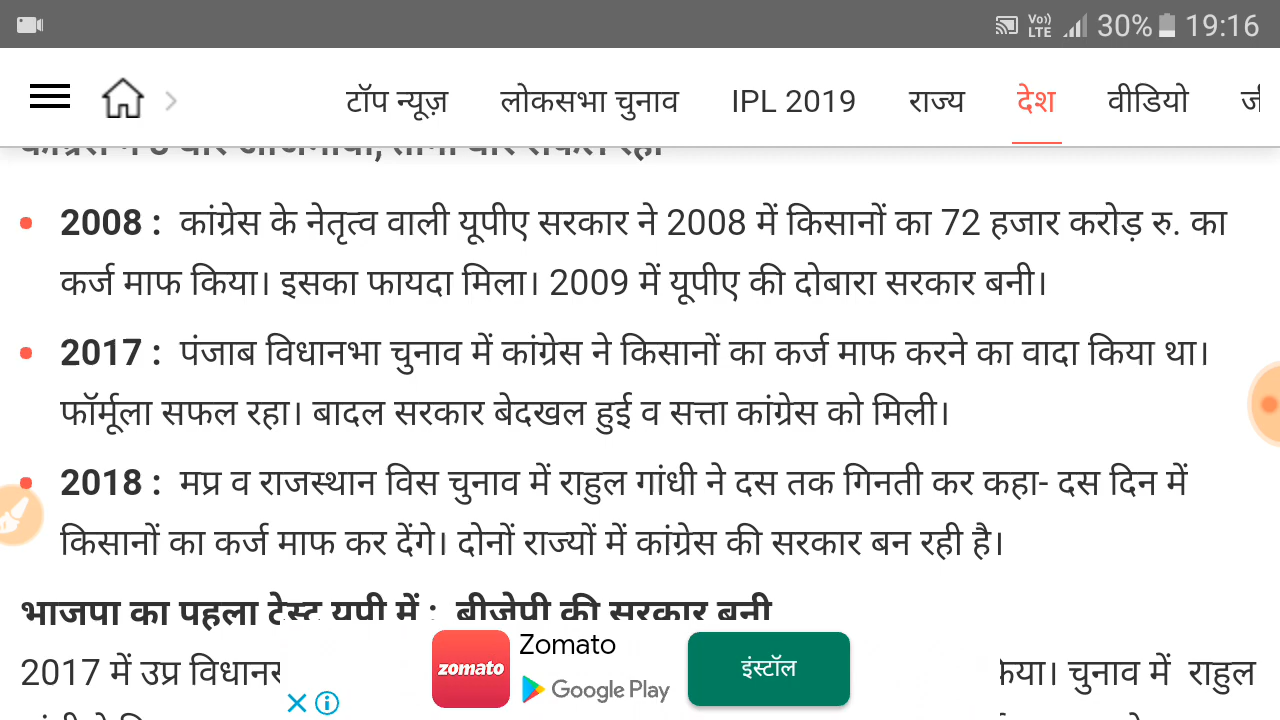 Vo)) LTE 30% 19:16
टॉप न्यूज़ लोकसभा चुनाव IPL 2019 राज्य देश वीडियो
2008 : कांग्रेस के नेतृत्व वाली यूपीए सरकार ने 2008 में किसानों का 72 हजार करोड़ रु. का
कर्ज माफ किया। इसका फायदा मिला। 2009 में यूपीए की दोबारा सरकार बनी।
2017 : पंजाब विधानभा चुनाव में कांग्रेस ने किसानों का कर्ज माफ करने का वादा किया था।
फॉर्मूला सफल रहा। बादल सरकार बेदखल हुई व सत्ता कांग्रेस को मिली।
2018 : मप्र व राजस्थान विस चुनाव में राहुल गांधी ने दस तक गिनती कर कहा- दस दिन में
किसानों का कर्ज माफ कर देंगे। दोनों राज्यों में कांग्रेस की सरकार बन रही है।
भाजपा का पहला टेस्ट यूपी में : बीजेपी की सरकार बनी
2017 में उप्र चुनाव में राहुल
zomato
Zomato
Google Play
इंस्टॉल